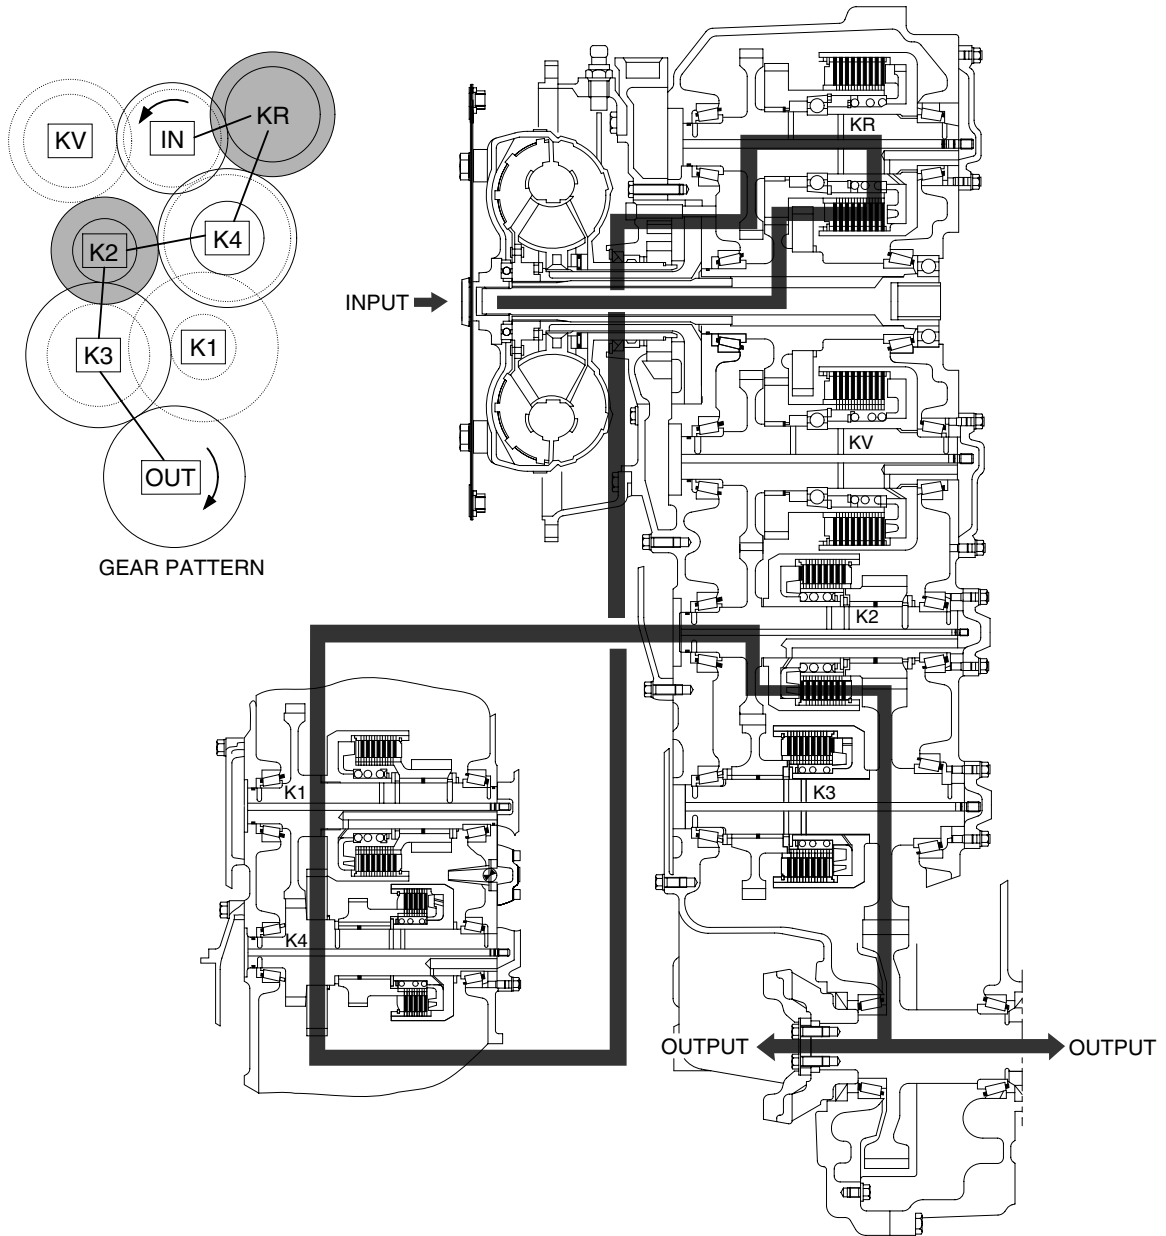 KV
IN
KR
K2
K4
K3
K1
OUT
GEAR PATTERN
INPUT
KR
KV
K2
K3
K1
K4
OUTPUT
OUTPUT